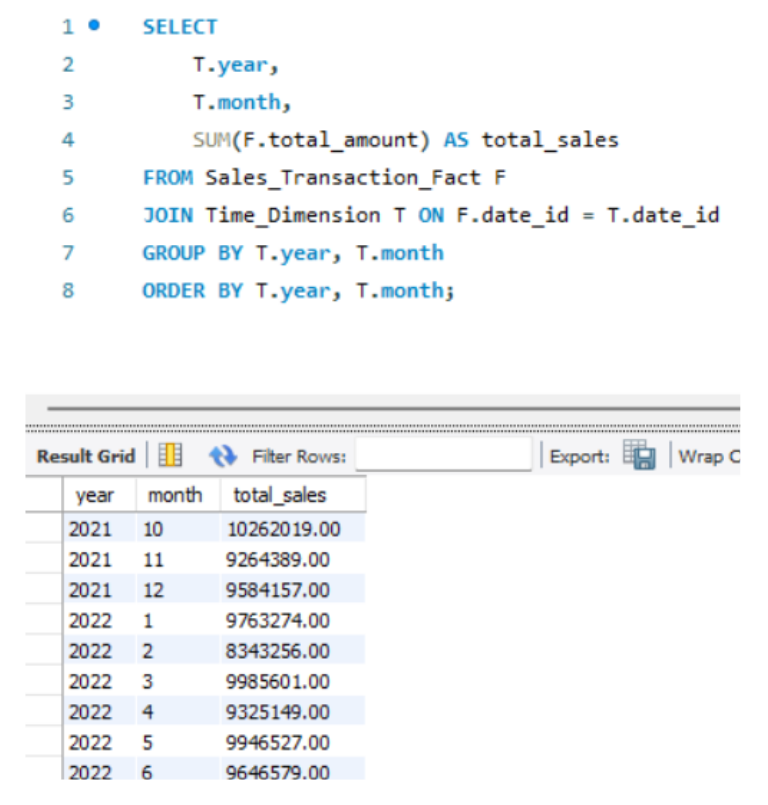 1 SELECT
2 T.year,
3 T.month,
4 SUM(F.total_amount) AS total_sales
5 FROM Sales_Transaction_Fact F
6 JOIN Time_Dimension T ON F.date_id = T.date_id
7 GROUP BY T.year, T.month
8 ORDER BY T.year, T.month;
Result Grid Filter Rows: Export: Wrap C
year month total_sales
2021 10 10262019.00
2021 11 9264389.00
2021 12 9584157.00
2022 1 9763274.00
2022 2 8343256.00
2022 3 9985601.00
2022 4 9325149.00
2022 5 9946527.00
2022 6 9646579.00